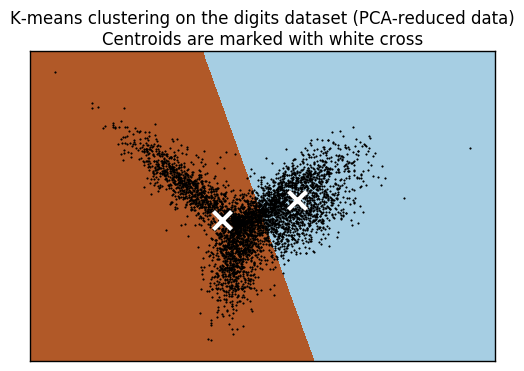 K-means clustering on the digits dataset (PCA-reduced data)
Centroids are marked with white cross